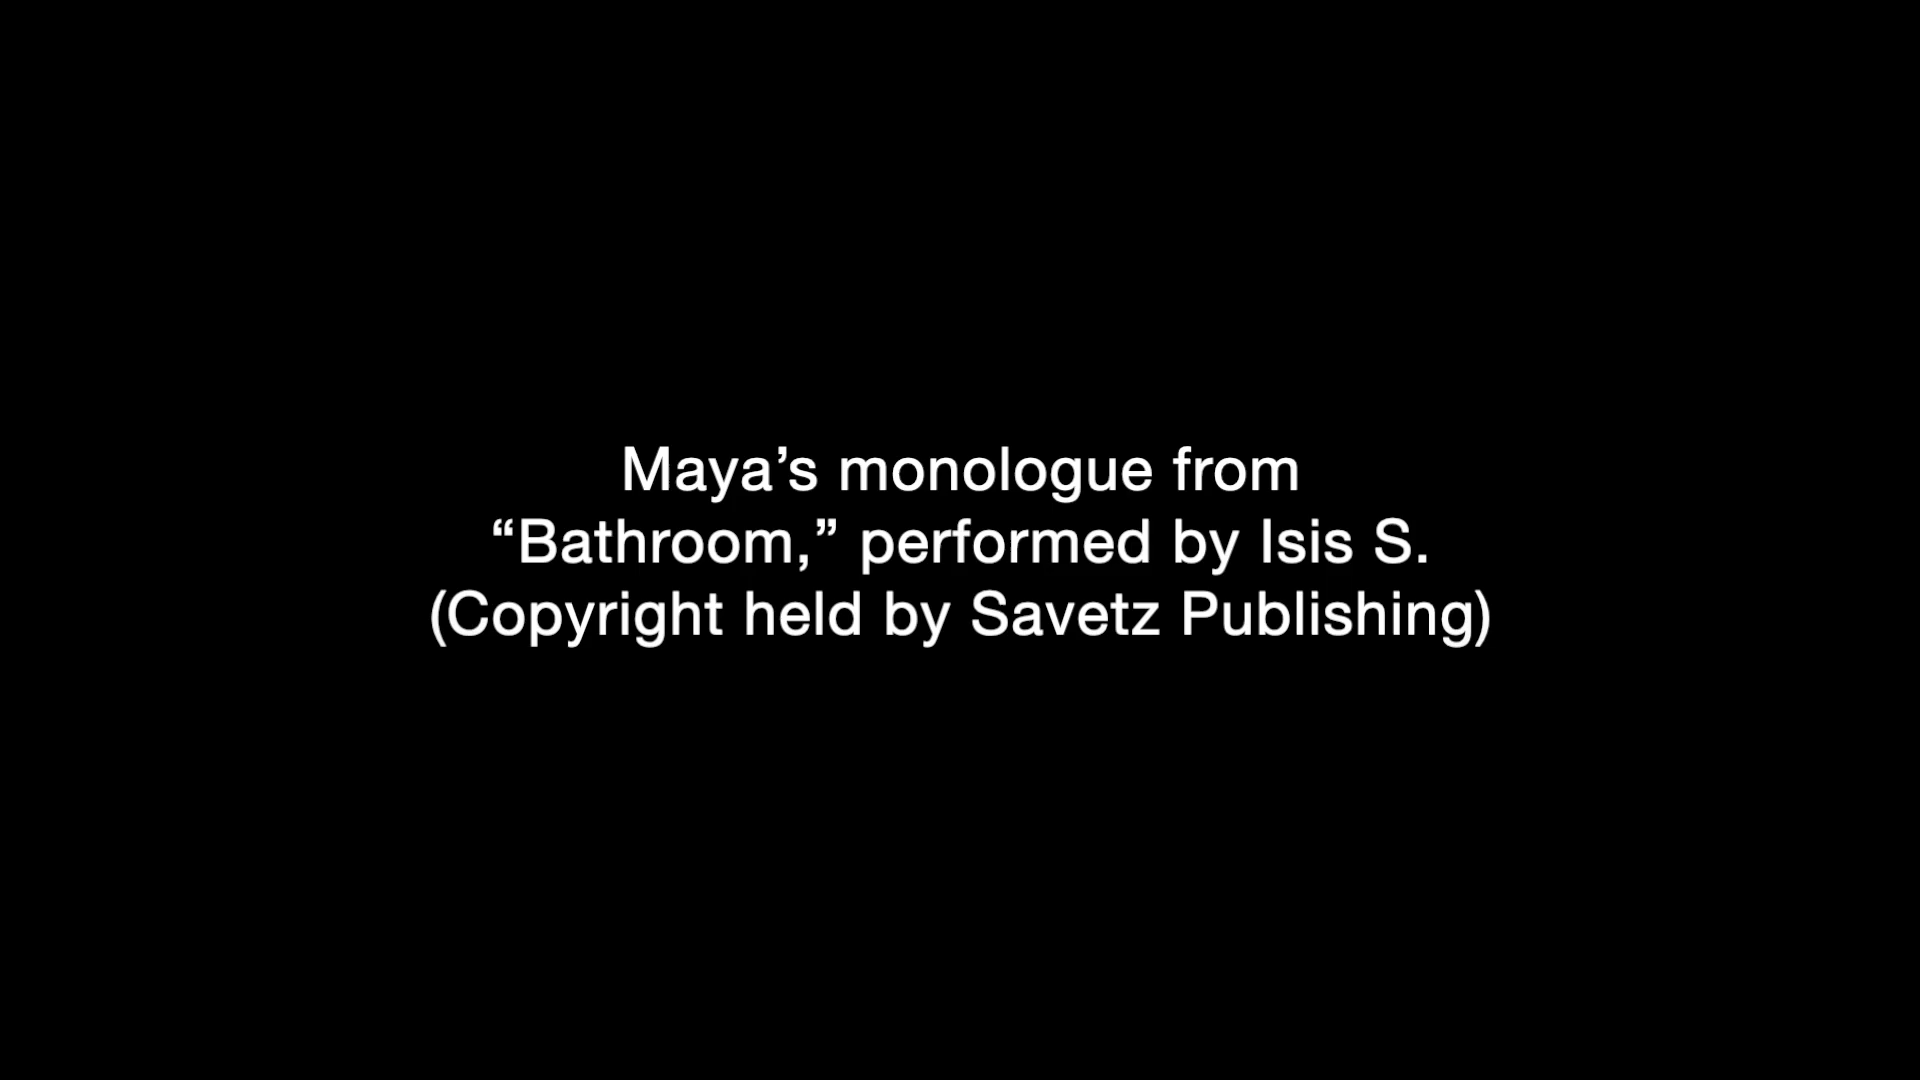 Maya’s monologue from
“Bathroom,” performed by Isis S.
(Copyright held by Savetz Publishing)